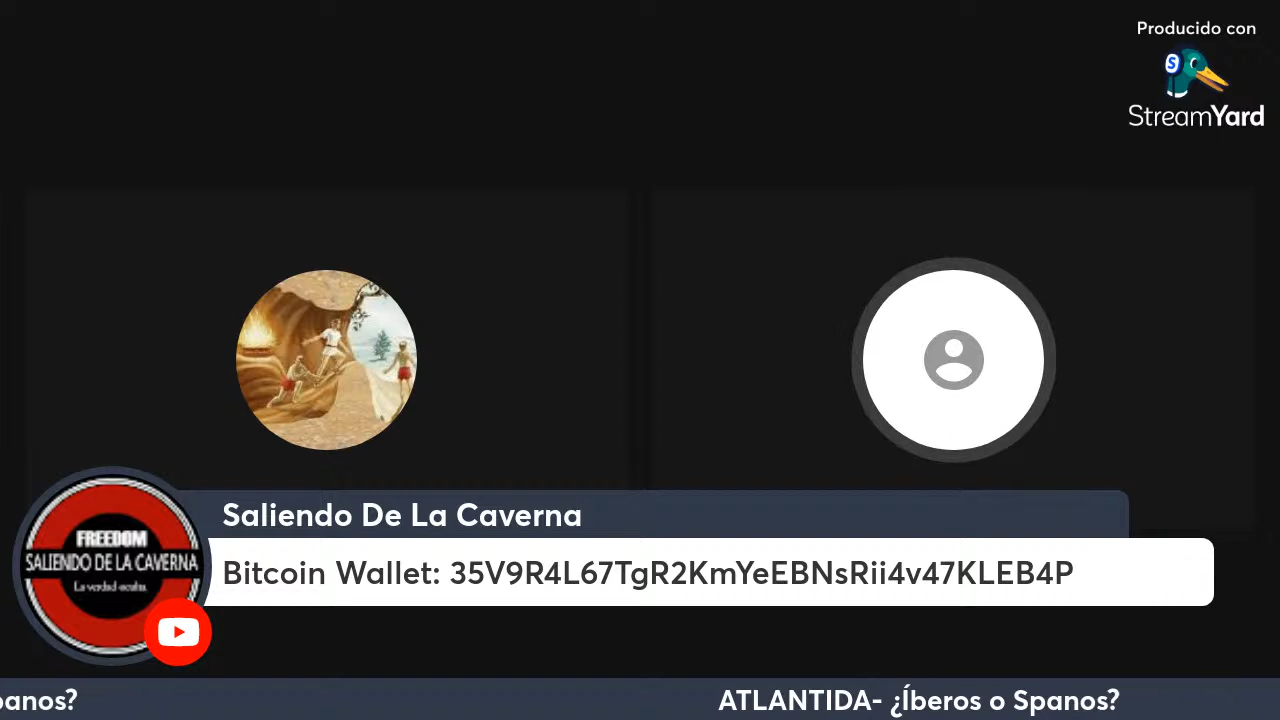 Producido con
S
StreamYard
Saliendo De La Caverna
FREEDOM
SALIENDO DE LA CAVERNA
La verdad oculta.
Bitcoin Wallet: 35V9R4L67TgR2KmYeEBNsRii4v47KLEB4P
panos?
ATLANTIDA- ¿Íberos o Spanos?